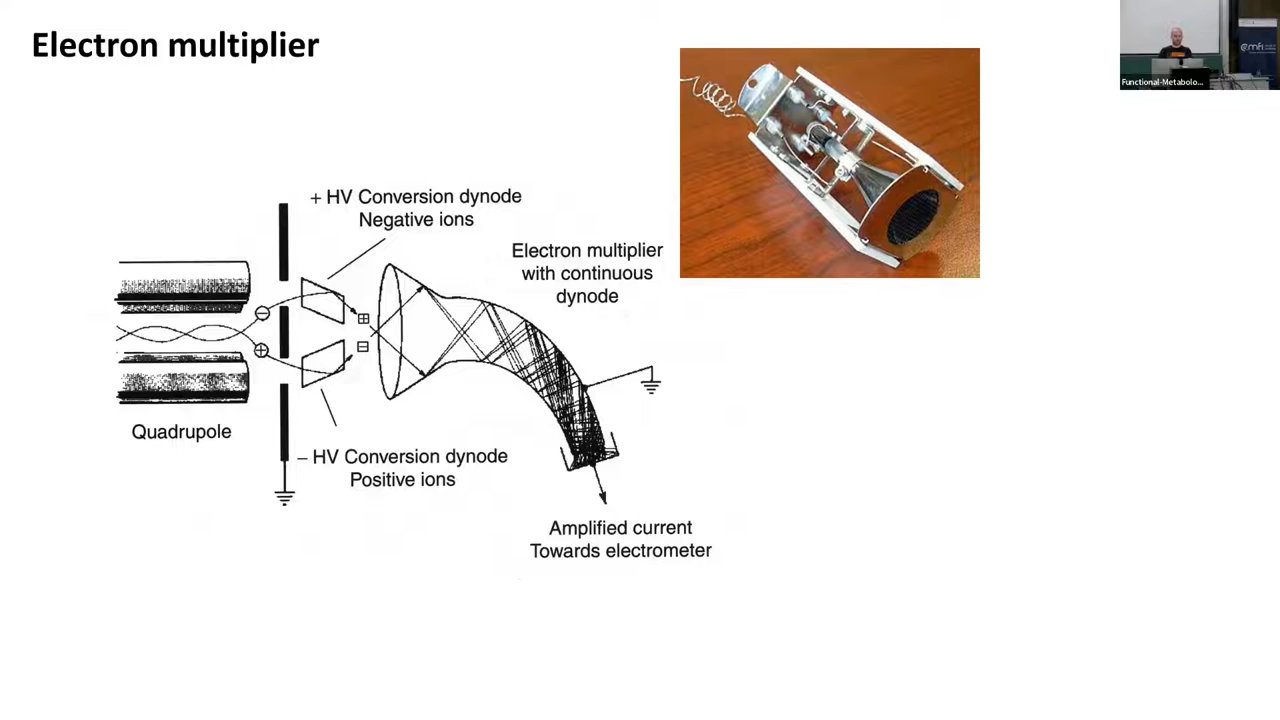 Electron multiplier
+ HV Conversion dynode
Negative ions
Electron multiplier
with continuous
dynode
Quadrupole
− HV Conversion dynode
Positive ions
Amplified current
Towards electrometer
Functional-Metabolo...